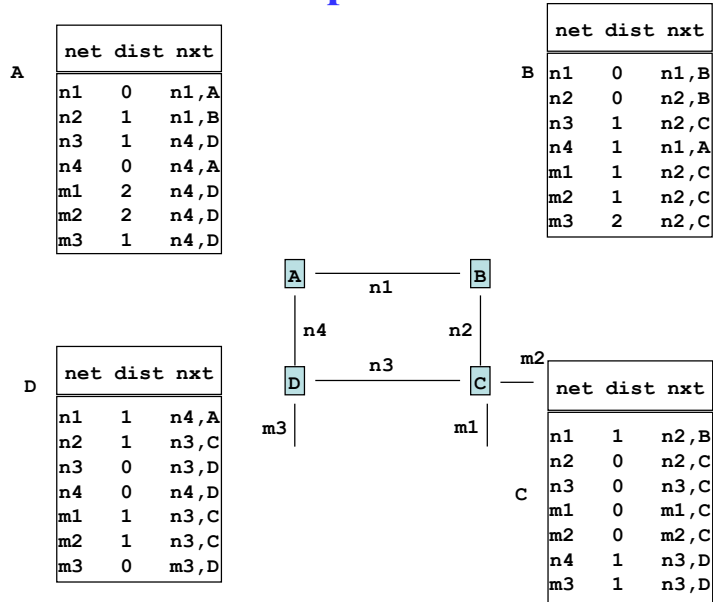 net dist nxt
A
n1 0 n1,A
n2 1 n1,B
n3 1 n4,D
n4 0 n4,A
m1 2 n4,D
m2 2 n4,D
m3 1 n4,D
net dist nxt
B
n1 0 n1,B
n2 0 n2,B
n3 1 n2,C
n4 1 n1,A
m1 1 n2,C
m2 1 n2,C
m3 2 n2,C
A
B
n1
n4
n2
n3
m2
D
C
m3
m1
D
net dist nxt
n1 1 n4,A
n2 1 n3,C
n3 0 n3,D
n4 0 n4,D
m1 1 n3,C
m2 1 n3,C
m3 0 m3,D
net dist nxt
C
n1 1 n2,B
n2 0 n2,C
n3 0 n3,C
m1 0 m1,C
m2 0 m2,C
n4 1 n3,D
m3 1 n3,D